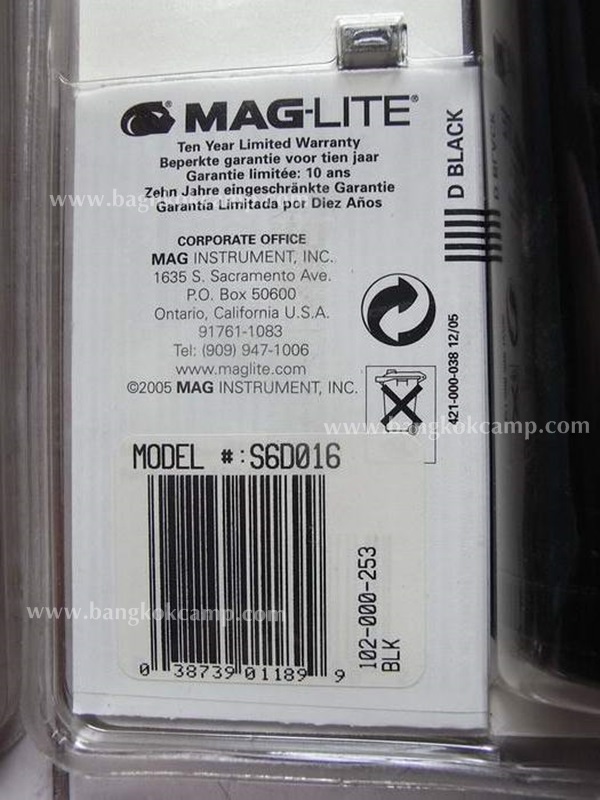 MAG-LITE®
Ten Year Limited Warranty
Beperkte garantie voor tien jaar
Garantie limitée: 10 ans
Zehn Jahre eingeschränkte Garantie
Garantía Limitada por Diez Años
CORPORATE OFFICE
MAG INSTRUMENT, INC.
1635 S. Sacramento Ave.
P.O. Box 50600
Ontario, California U.S.A.
91761-1083
Tel: (909) 947-1006
www.maglite.com
©2005 MAG INSTRUMENT, INC.
D BLACK
421-000-038 12/05
MODEL #:S6D016
0 38739 01189 9
102-000-253
BLK
www.bangkokcamp.com
www.bangkokcamp.com
www.bangkokcamp.com